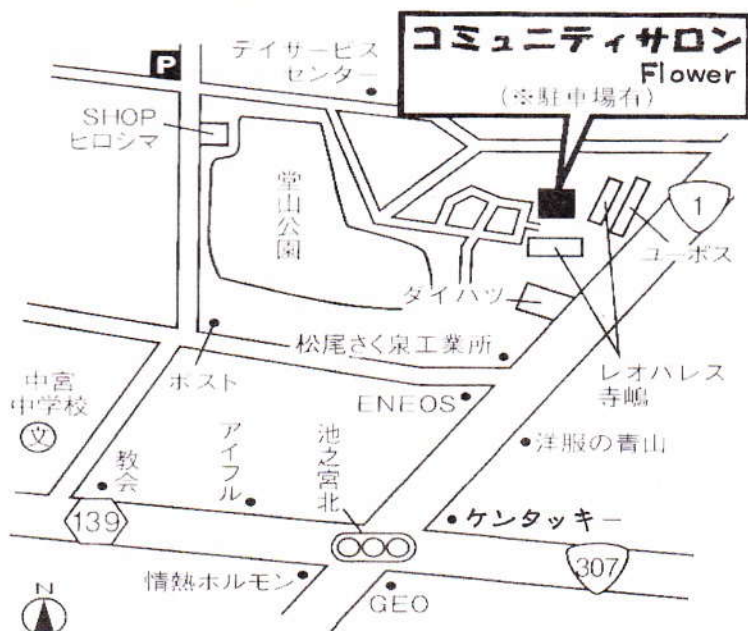 コミュニティサロン
Flower
(※駐車場有)
P
デイサービス
センター
SHOP
ヒロシマ
堂山公園
1
ユーポス
ダイハツ
松尾さく泉工業所
レオハレス
寺嶋
ポスト
中宮
中学校
文
ENEOS
洋服の青山
教会
アイフル
池之宮北
139
ケンタッキー
307
情熱ホルモン
GEO
N